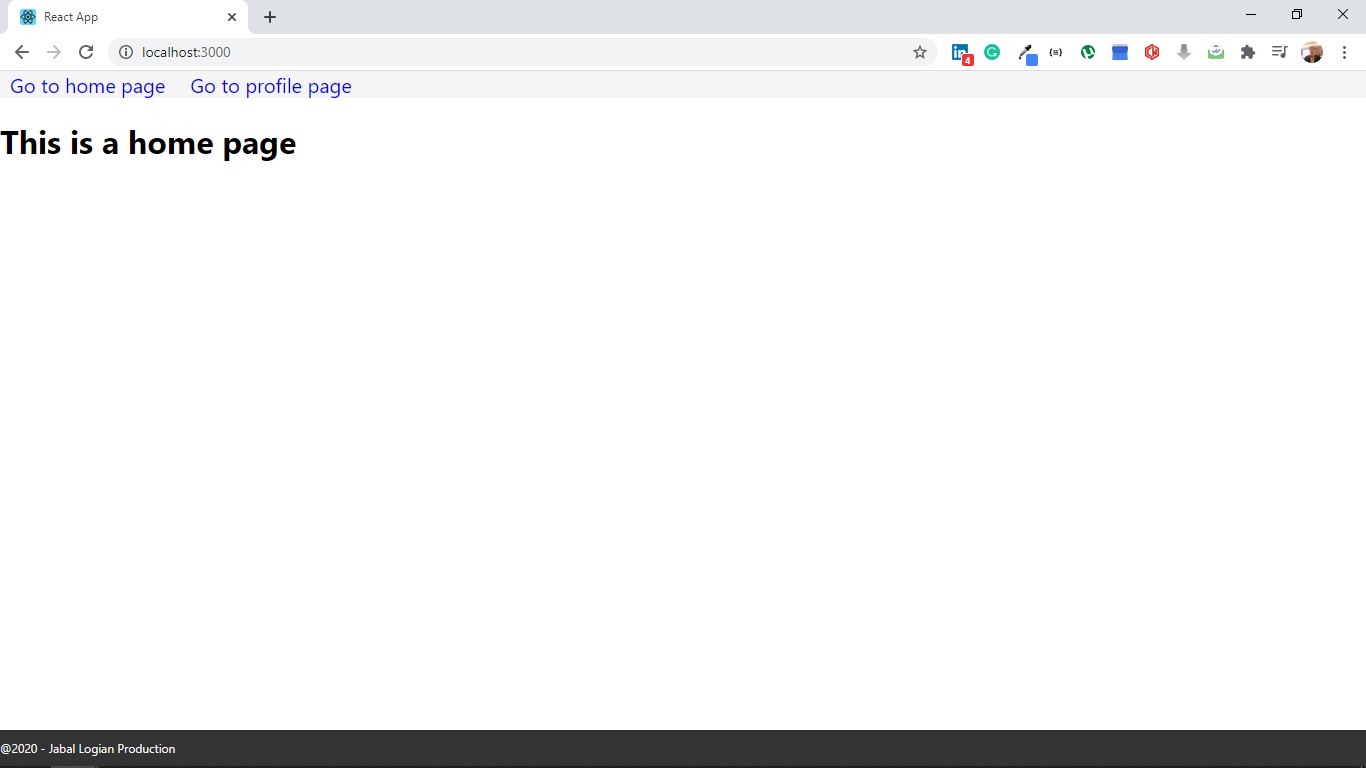 React App
localhost:3000
4
Go to home page Go to profile page
This is a home page
@2020 - Jabal Logian Production